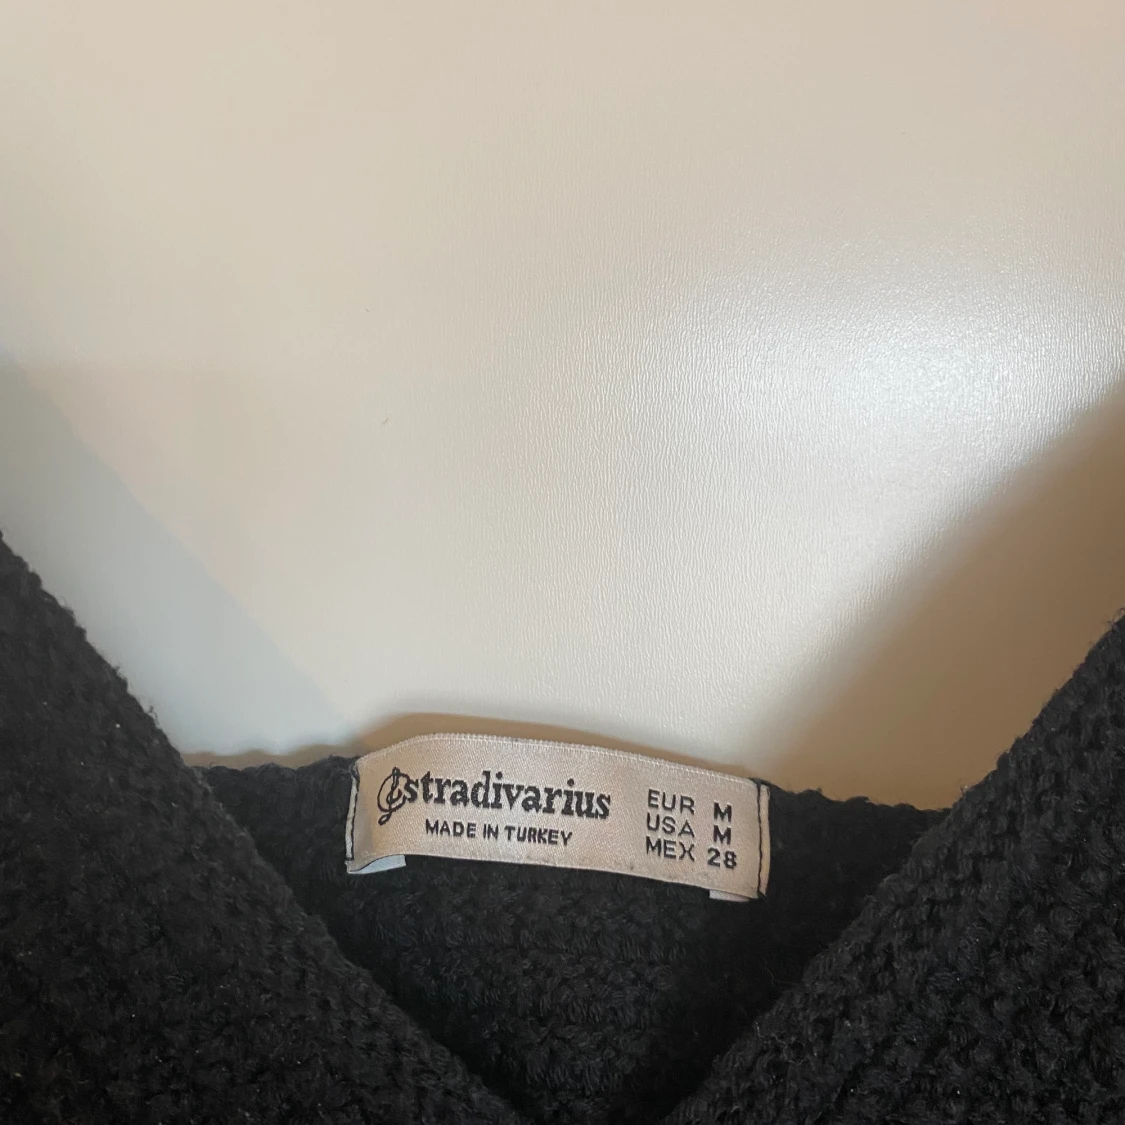 stradivarius
MADE IN TURKEY
EUR M
USA M
MEX 28